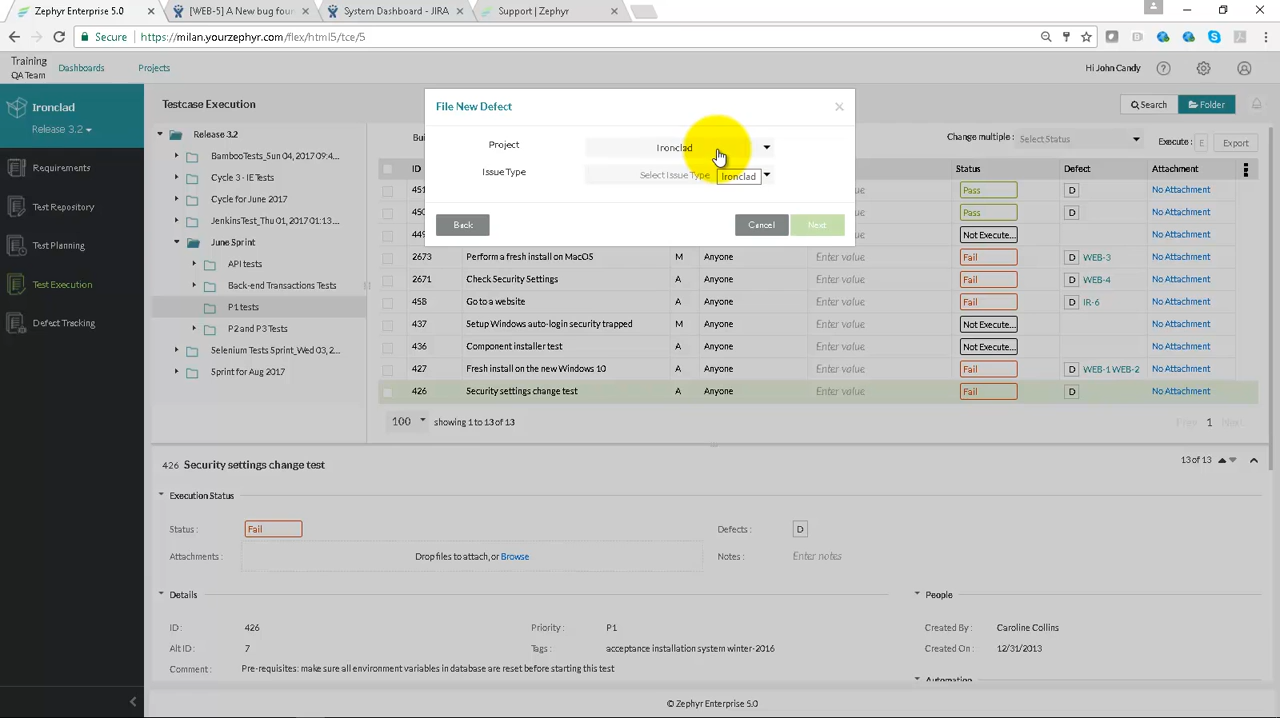 Zephyr Enterprise 5.0
[WEB-5] A New bug foun
System Dashboard - JIRA
Support | Zephyr
Secure
https://milan.yourzephyr.com/flex/html5/tce/5
Training
QA Team
Dashboards
Projects
Hi John Candy
Ironclad
Release 3.2
Requirements
Test Repository
Test Planning
Test Execution
Defect Tracking
Testcase Execution
Search
Folder
Release 3.2
BambooTests_Sun 04, 2017 09:4...
Cycle 3 - IE Tests
Cycle for June 2017
JenkinsTest_Thu 01, 2017 01:13....
June Sprint
API tests
Back-end Transactions Tests
P1 tests
P2 and P3 Tests
Selenium Tests Sprint_Wed 03, 2...
Sprint for Aug 2017
File New Defect
Project Ironclad
Issue Type Select Issue Type
Ironclad
Back Cancel Next
Change multiple: Select Status Execute: E Export
ID Status Defect Attachment
451 Pass D No Attachment
450 Pass D No Attachment
449 Not Execute... No Attachment
2673 Perform a fresh install on MacOS M Anyone Enter value Fail D WEB-3 No Attachment
2671 Check Security Settings A Anyone Enter value Fail D WEB-4 No Attachment
458 Go to a website A Anyone Enter value Fail D IR-6 No Attachment
437 Setup Windows auto-login security trapped M Anyone Enter value Not Execute... No Attachment
436 Component installer test A Anyone Enter value Not Execute... No Attachment
427 Fresh install on the new Windows 10 A Anyone Enter value Fail D WEB-1 WEB-2 No Attachment
426 Security settings change test A Anyone Enter value Fail D No Attachment
100 showing 1 to 13 of 13
Prev 1 Next
426 Security settings change test
13 of 13
Execution Status
Status : Fail
Defects : D
Attachments : Drop files to attach, or Browse
Notes : Enter notes
Details
ID : 426
Priority : P1
Alt ID : 7
Tags : acceptance installation system winter-2016
Comment : Pre-requisites: make sure all environment variables in database are reset before starting this test
People
Created By : Caroline Collins
Created On : 12/31/2013
Automation
© Zephyr Enterprise 5.0